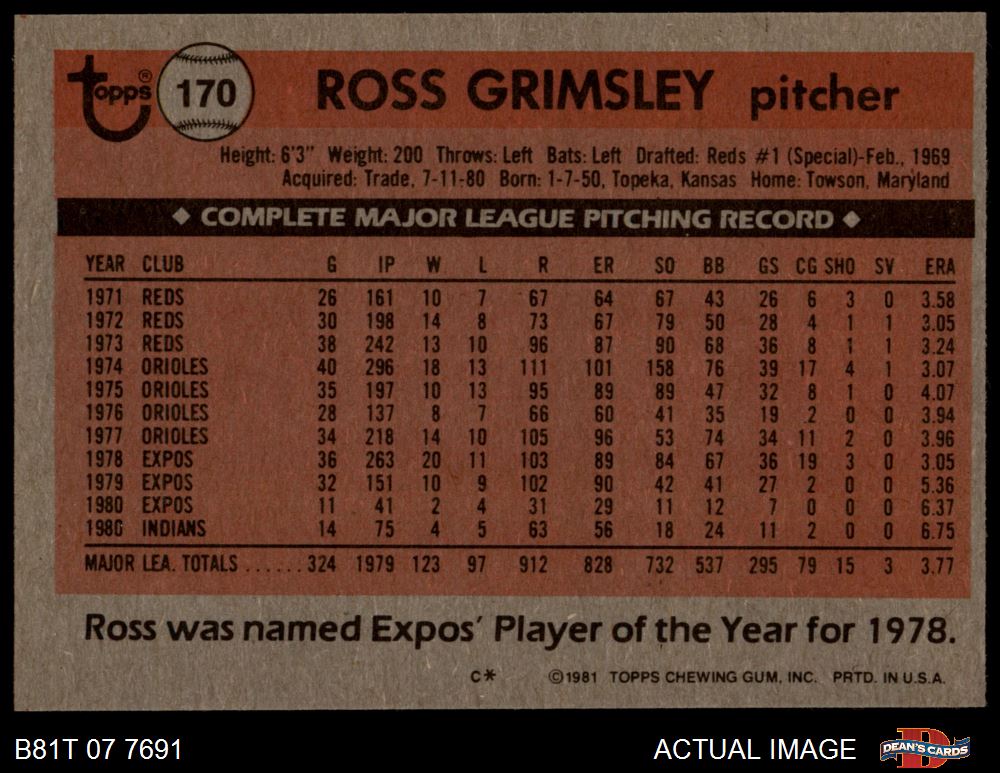 Topps® 170 ROSS GRIMSLEY pitcher
Height: 6'3" Weight: 200 Throws: Left Bats: Left Drafted: Reds #1 (Special)-Feb., 1969
Acquired: Trade, 7-11-80 Born: 1-7-50, Topeka, Kansas Home: Towson, Maryland
◆ COMPLETE MAJOR LEAGUE PITCHING RECORD ◆
YEAR CLUB G IP W L R ER SO BB GS CG SHO SV ERA
1971 REDS 26 161 10 7 67 64 67 43 26 6 3 0 3.58
1972 REDS 30 198 14 8 73 67 79 50 28 4 1 1 3.05
1973 REDS 38 242 13 10 96 87 90 68 36 8 1 1 3.24
1974 ORIOLES 40 296 18 13 111 101 158 76 39 17 4 1 3.07
1975 ORIOLES 35 197 10 13 95 89 89 47 32 8 1 0 4.07
1976 ORIOLES 28 137 8 7 66 60 41 35 19 2 0 0 3.94
1977 ORIOLES 34 218 14 10 105 96 53 74 34 11 2 0 3.96
1978 EXPOS 36 263 20 11 103 89 84 67 36 19 3 0 3.05
1979 EXPOS 32 151 10 9 102 90 42 41 27 2 0 0 5.36
1980 EXPOS 11 41 2 4 31 29 11 12 7 0 0 0 6.37
1980 INDIANS 14 75 4 5 63 56 18 24 11 2 0 0 6.75
MAJOR LEA. TOTALS ...... 324 1979 123 97 912 828 732 537 295 79 15 3 3.77
Ross was named Expos' Player of the Year for 1978.
C* ©1981 TOPPS CHEWING GUM, INC. PRTD. IN U.S.A.
B81T 07 7691 ACTUAL IMAGE DEAN'S CARDS